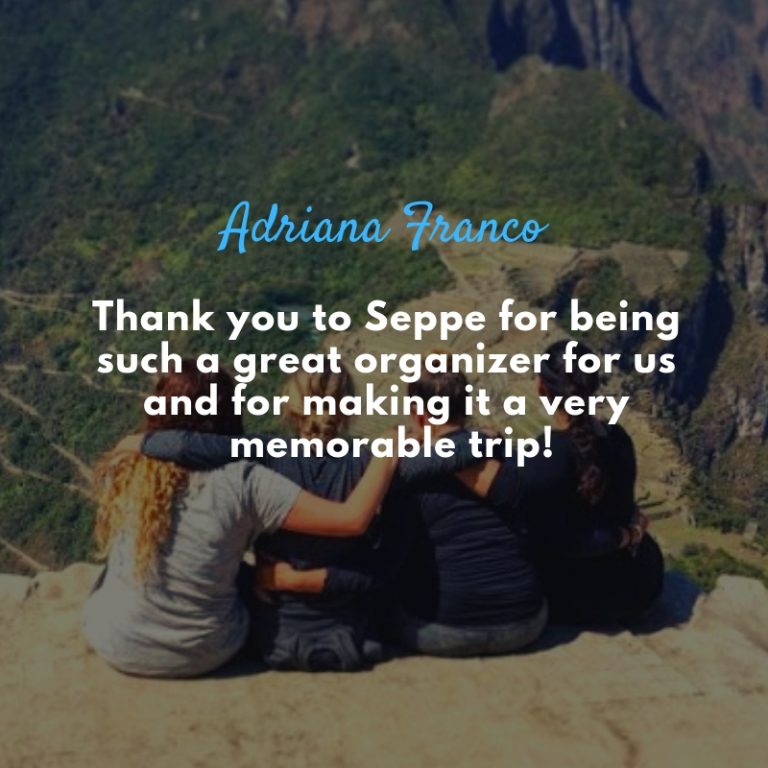 Adriana Franco
Thank you to Seppe for being
such a great organizer for us
and for making it a very
memorable trip!